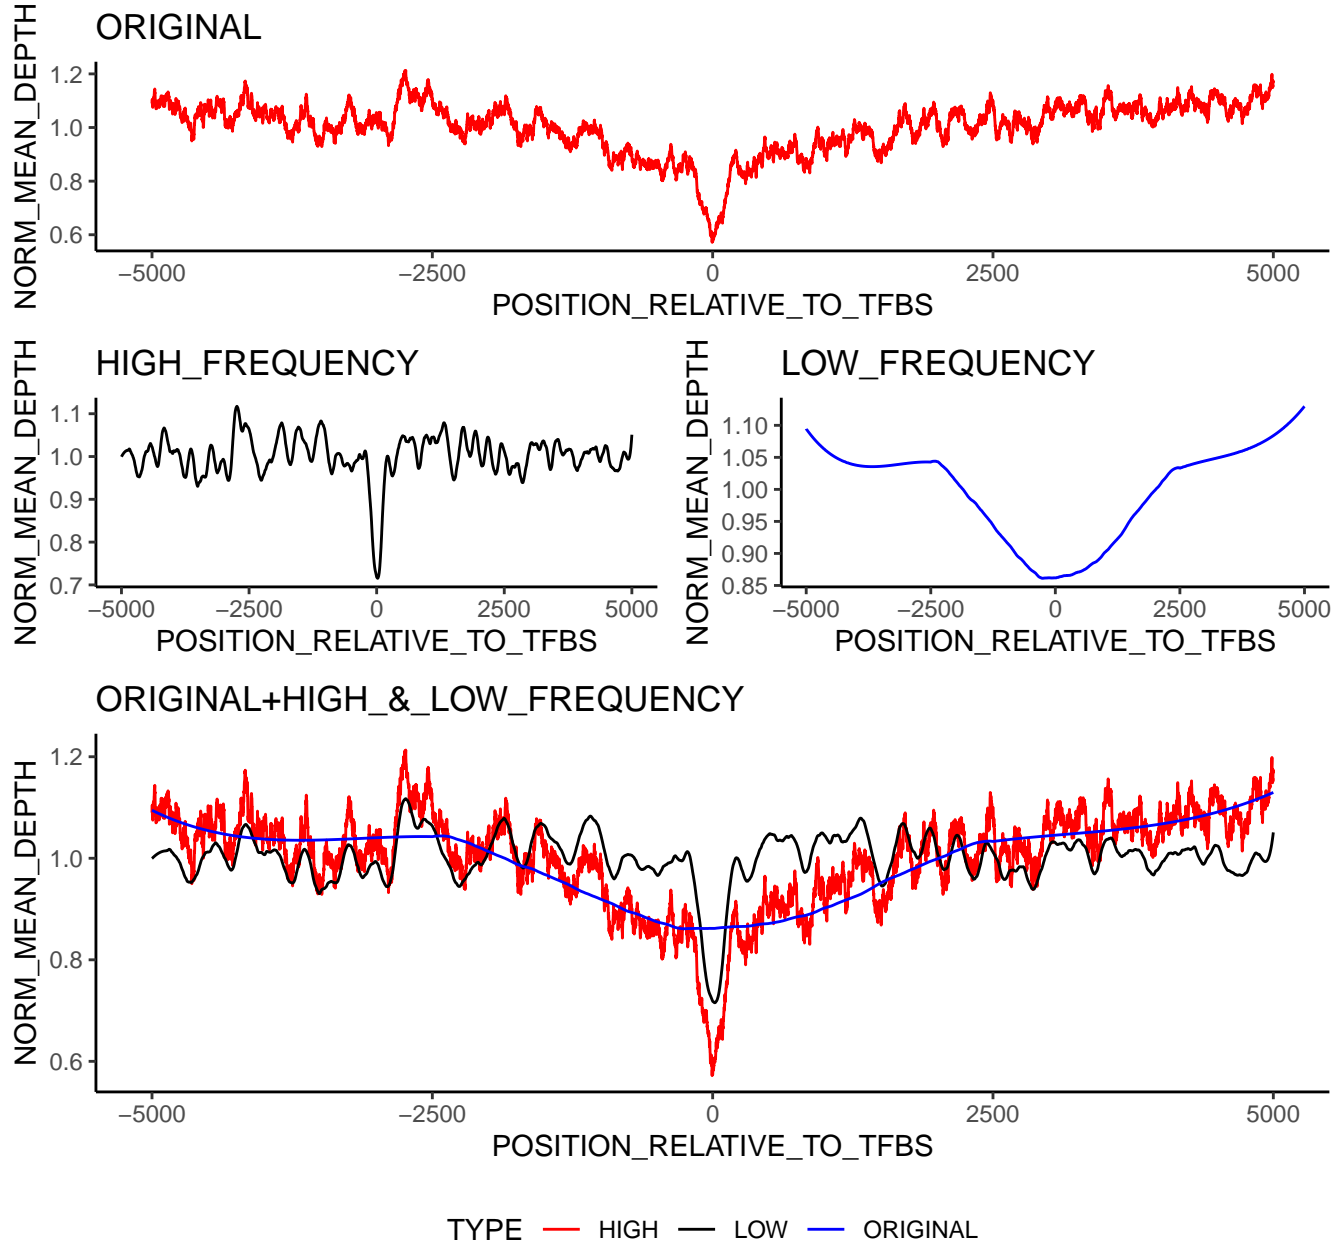 ORIGINAL
NORM_MEAN_DEPTH
1.2
1.0
0.8
0.6
−5000 −2500 0 2500 5000
POSITION_RELATIVE_TO_TFBS
HIGH_FREQUENCY
NORM_MEAN_DEPTH
1.1
1.0
0.9
0.8
0.7
−5000 −2500 0 2500 5000
POSITION_RELATIVE_TO_TFBS
LOW_FREQUENCY
NORM_MEAN_DEPTH
1.10
1.05
1.00
0.95
0.90
0.85
−5000 −2500 0 2500 5000
POSITION_RELATIVE_TO_TFBS
ORIGINAL+HIGH_&_LOW_FREQUENCY
NORM_MEAN_DEPTH
1.2
1.0
0.8
0.6
−5000 −2500 0 2500 5000
POSITION_RELATIVE_TO_TFBS
TYPE HIGH LOW ORIGINAL